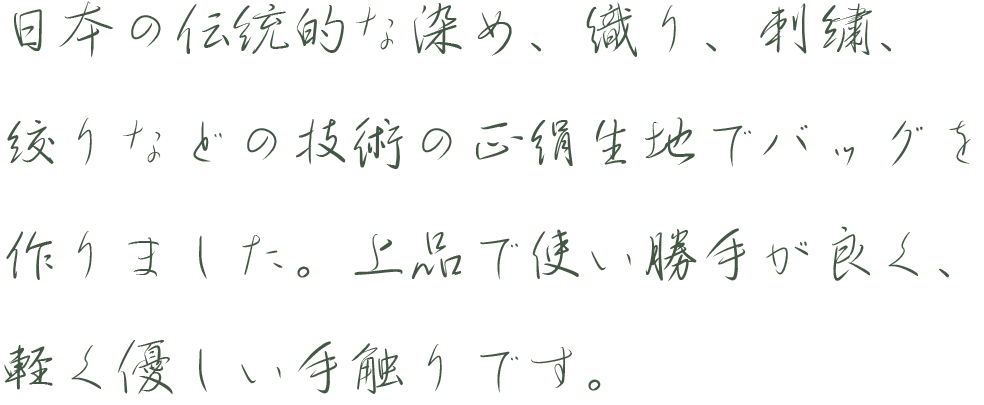 日本の伝統的な染め、織り、刺繍、
絞りなどの技術の正絹生地でバッグを
作りました。上品で使い勝手が良く、
軽く優しい手触りです。